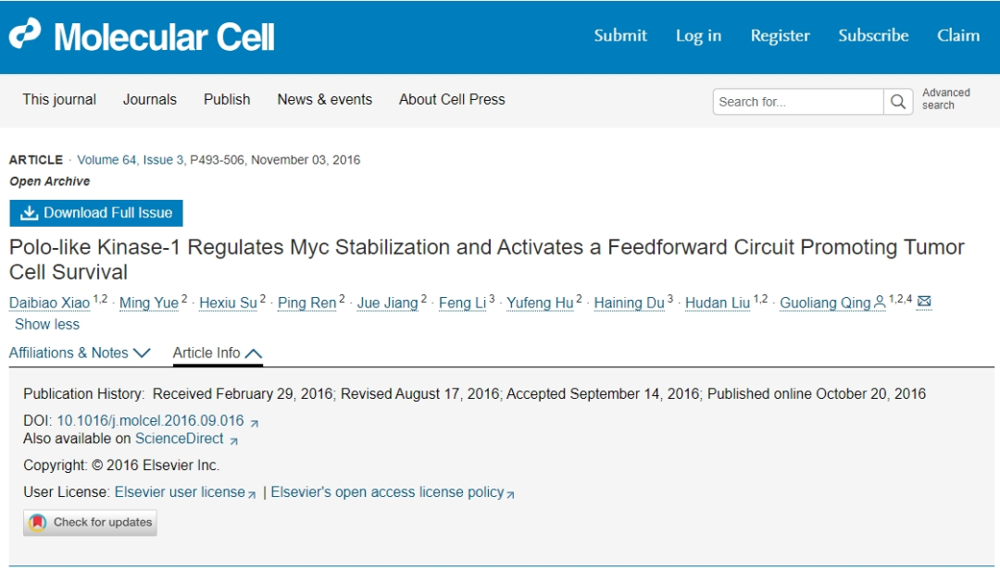 Molecular Cell
Submit Log in Register Subscribe Claim
This journal Journals Publish News & events About Cell Press
Search for...
Advanced search
ARTICLE · Volume 64, Issue 3, P493-506, November 03, 2016
Open Archive
Download Full Issue
Polo-like Kinase-1 Regulates Myc Stabilization and Activates a Feedforward Circuit Promoting Tumor
Cell Survival
Daibiao Xiao 1,2 · Ming Yue 2 · Hexiu Su 2 · Ping Ren 2 · Jue Jiang 2 · Feng Li 3 · Yufeng Hu 2 · Haining Du 3 · Hudan Liu 1,2 · Guoliang Qing 1,2,4
Show less
Affiliations & Notes Article Info
Publication History: Received February 29, 2016; Revised August 17, 2016; Accepted September 14, 2016; Published online October 20, 2016
DOI: 10.1016/j.molcel.2016.09.016
Also available on ScienceDirect
Copyright: © 2016 Elsevier Inc.
User License: Elsevier user license | Elsevier's open access license policy
Check for updates